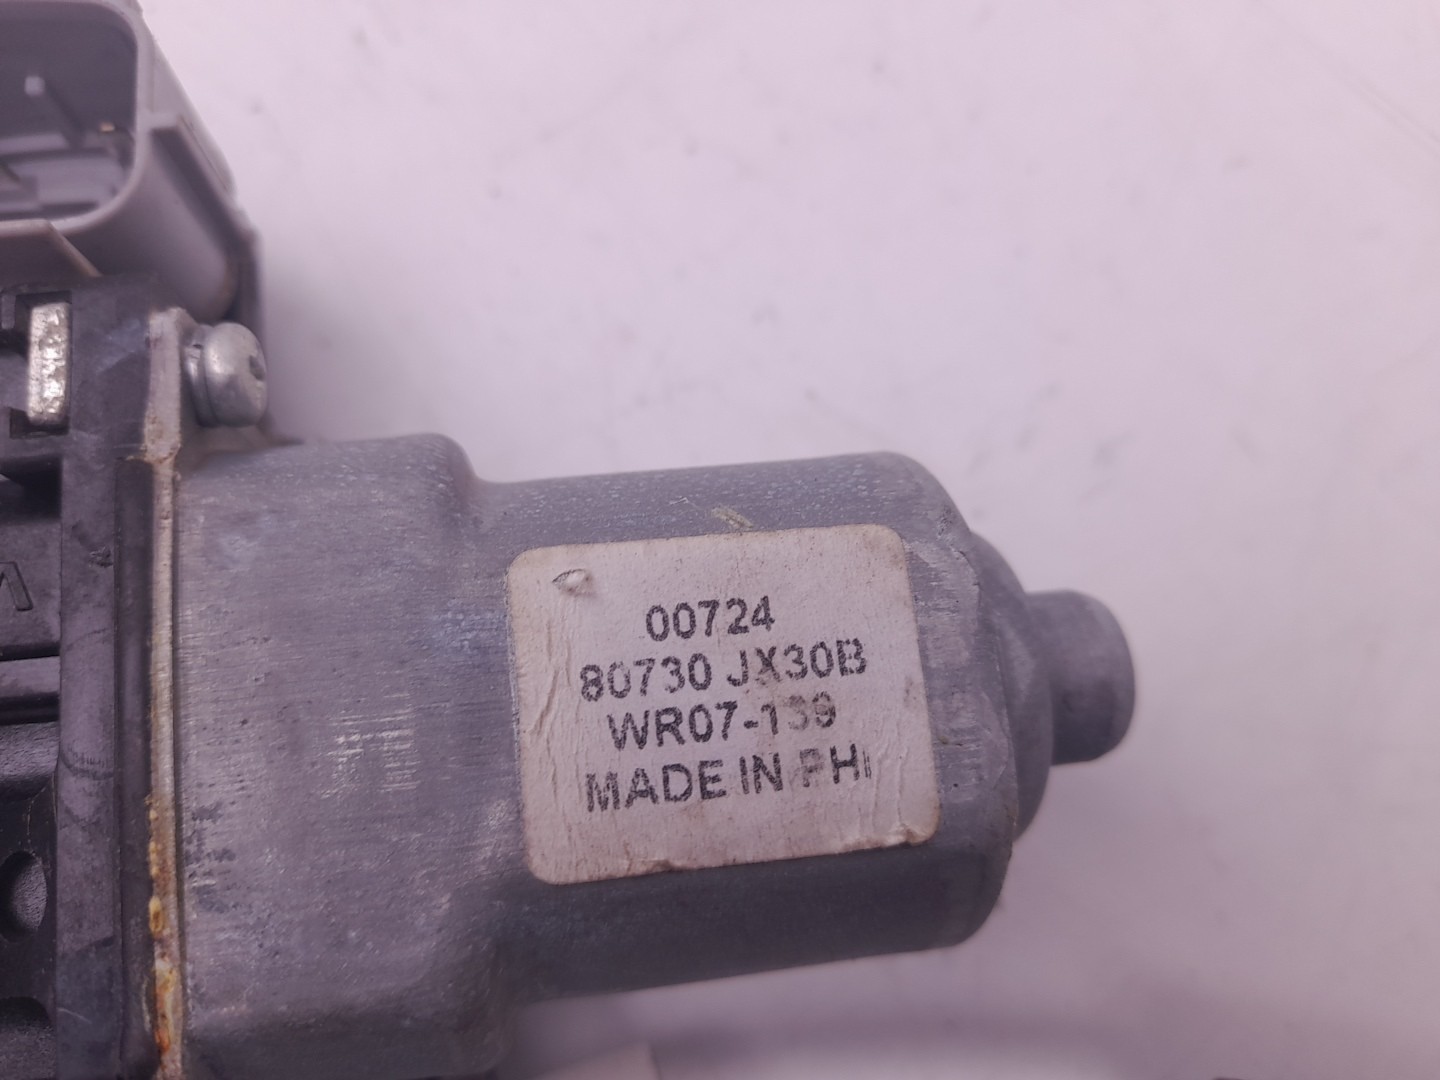 00724
80730 JX30B
WR07-139
MADE IN PHI